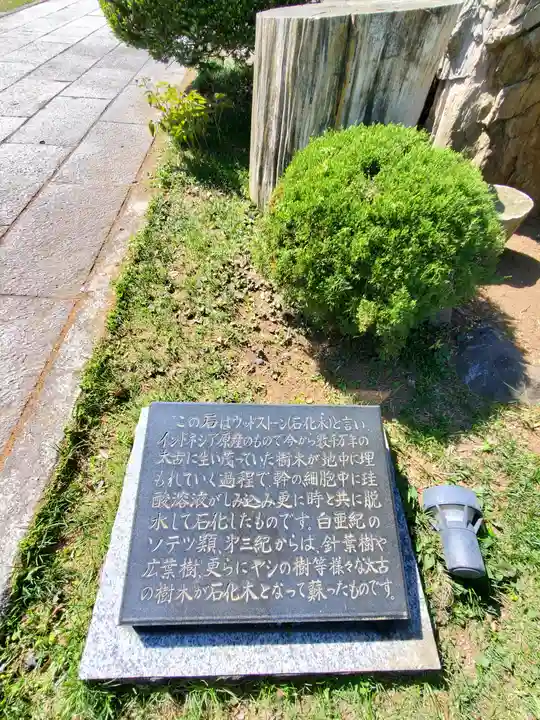 この岩はウットストーン(石化木)と言い
インドネシア原産のもので今から数千万年の
太古に生い茂っていた樹木が地中に埋
もれていく過程で、幹の細胞中に珪
酸溶液がしみ込み更に時と共に脱
水して石化したものです。白亜紀の
ソテツ類、第三紀からは、針葉樹や
広葉樹、更らにヤシの樹等様々な太古
の樹木が石化木となって蘇ったものです。